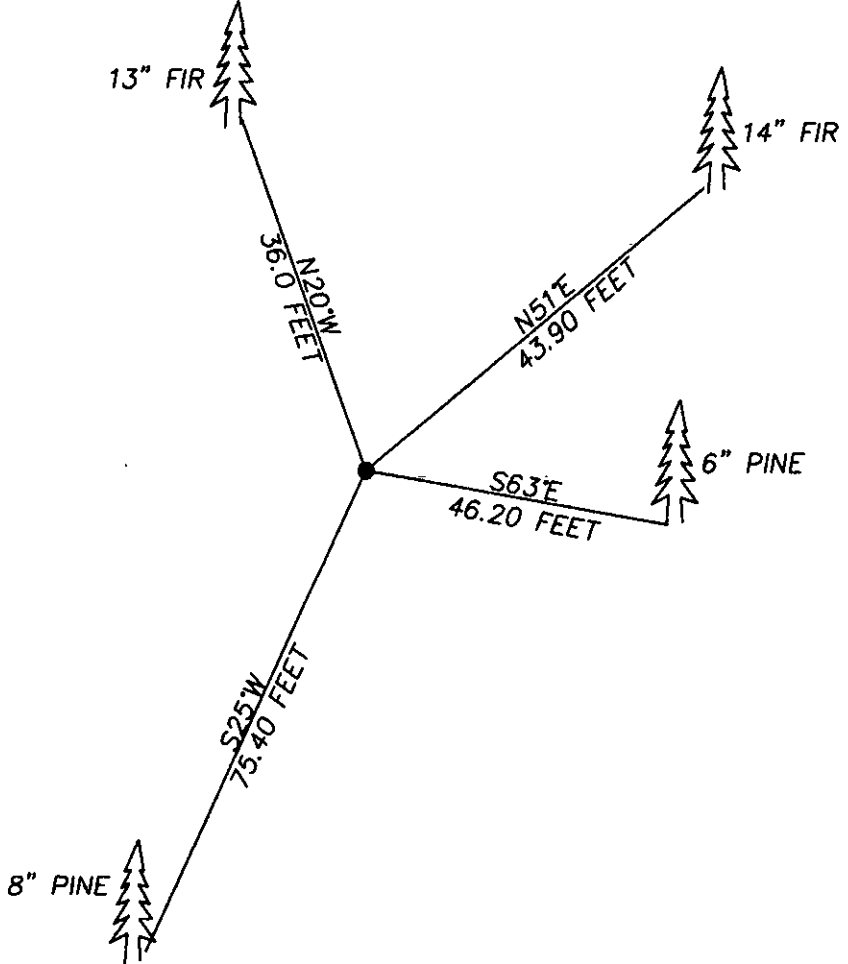 13" FIR
14" FIR
N20°W
36.0 FEET
N51°E
43.90 FEET
6" PINE
S63°E
46.20 FEET
S25°W
75.40 FEET
8" PINE